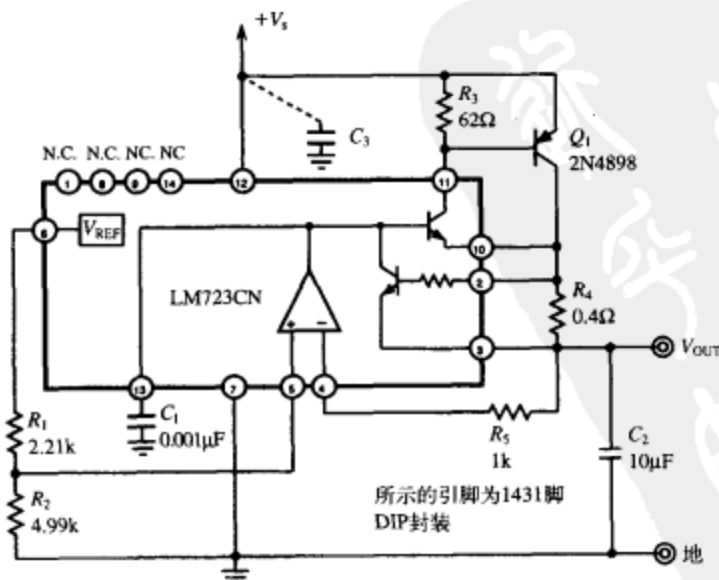 +Vs
R3
62Ω
C3
Q1
2N4898
N.C. N.C. NC. NC
1 8 9 14 12 11
6 VREF
10
LM723CN
2
R4
0.4Ω
+ −
3
VOUT
13 7 5 4
R1
2.21k
C1
0.001μF
R5
1k
C2
10μF
R2
4.99k
所示的引脚为1431脚
DIP封装
地